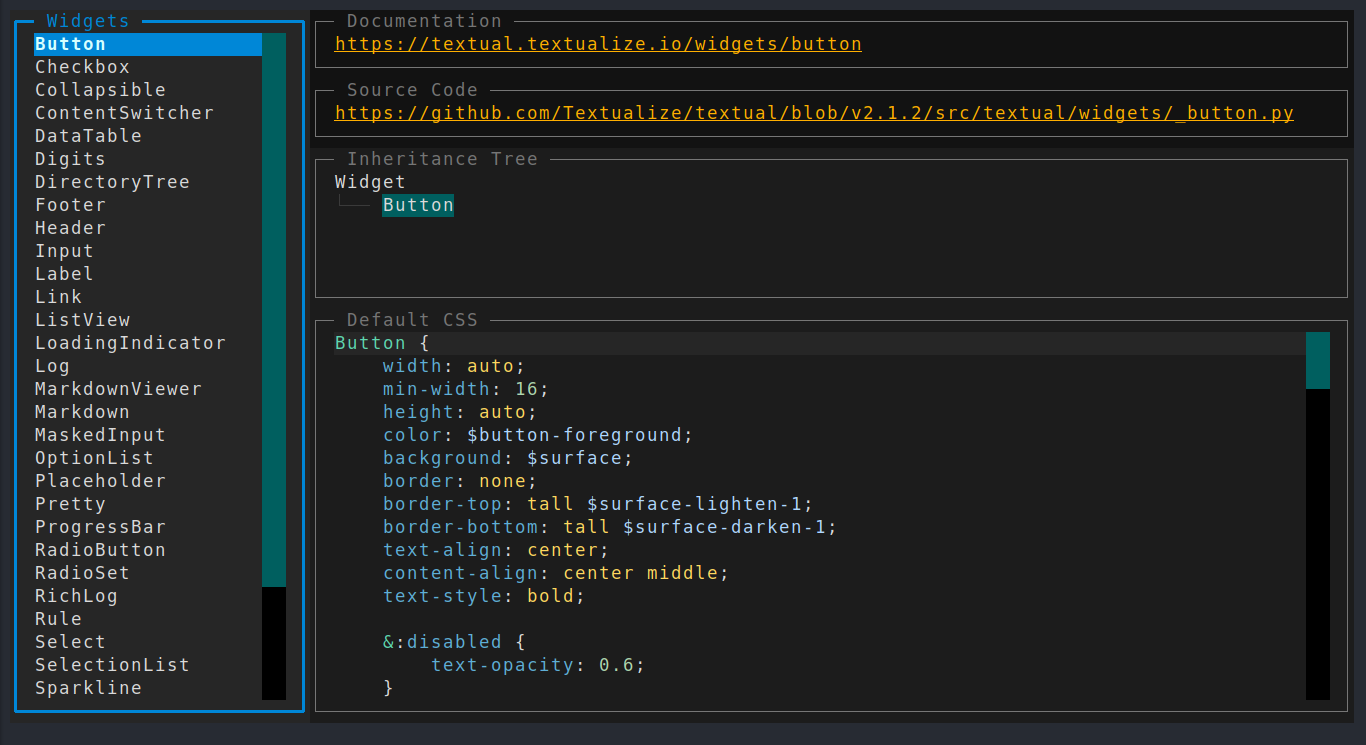 Widgets
Button
Checkbox
Collapsible
ContentSwitcher
DataTable
Digits
DirectoryTree
Footer
Header
Input
Label
Link
ListView
LoadingIndicator
Log
MarkdownViewer
Markdown
MaskedInput
OptionList
Placeholder
Pretty
ProgressBar
RadioButton
RadioSet
RichLog
Rule
Select
SelectionList
Sparkline
Documentation
https://textual.textualize.io/widgets/button
Source Code
https://github.com/Textualize/textual/blob/v2.1.2/src/textual/widgets/_button.py
Inheritance Tree
Widget
Button
Default CSS
Button {
    width: auto;
    min-width: 16;
    height: auto;
    color: $button-foreground;
    background: $surface;
    border: none;
    border-top: tall $surface-lighten-1;
    border-bottom: tall $surface-darken-1;
    text-align: center;
    content-align: center middle;
    text-style: bold;
    &:disabled {
        text-opacity: 0.6;
    }